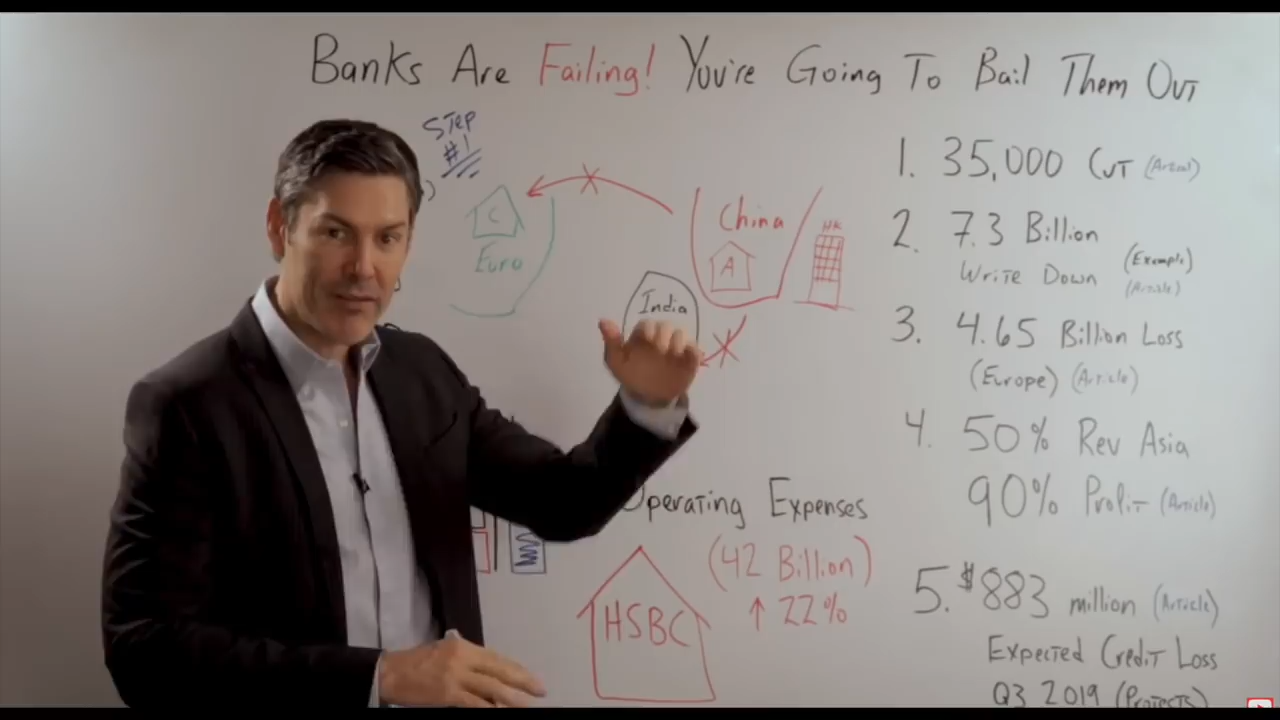 Banks Are Failing! You're Going To Bail Them Out
STEP
#1
C
Euro
China
A
HK
India
1. 35,000 Cut
2. 7.3 Billion
Write Down (Example)
(Article)
3. 4.65 Billion Loss
(Europe) (Article)
4. 50% Rev Asia
90% Profit (Article)
Operating Expenses
(42 Billion)
↑ 22%
HSBC
5. $883 million (Article)
Expected Credit Loss
Q3 2019 (Protests)